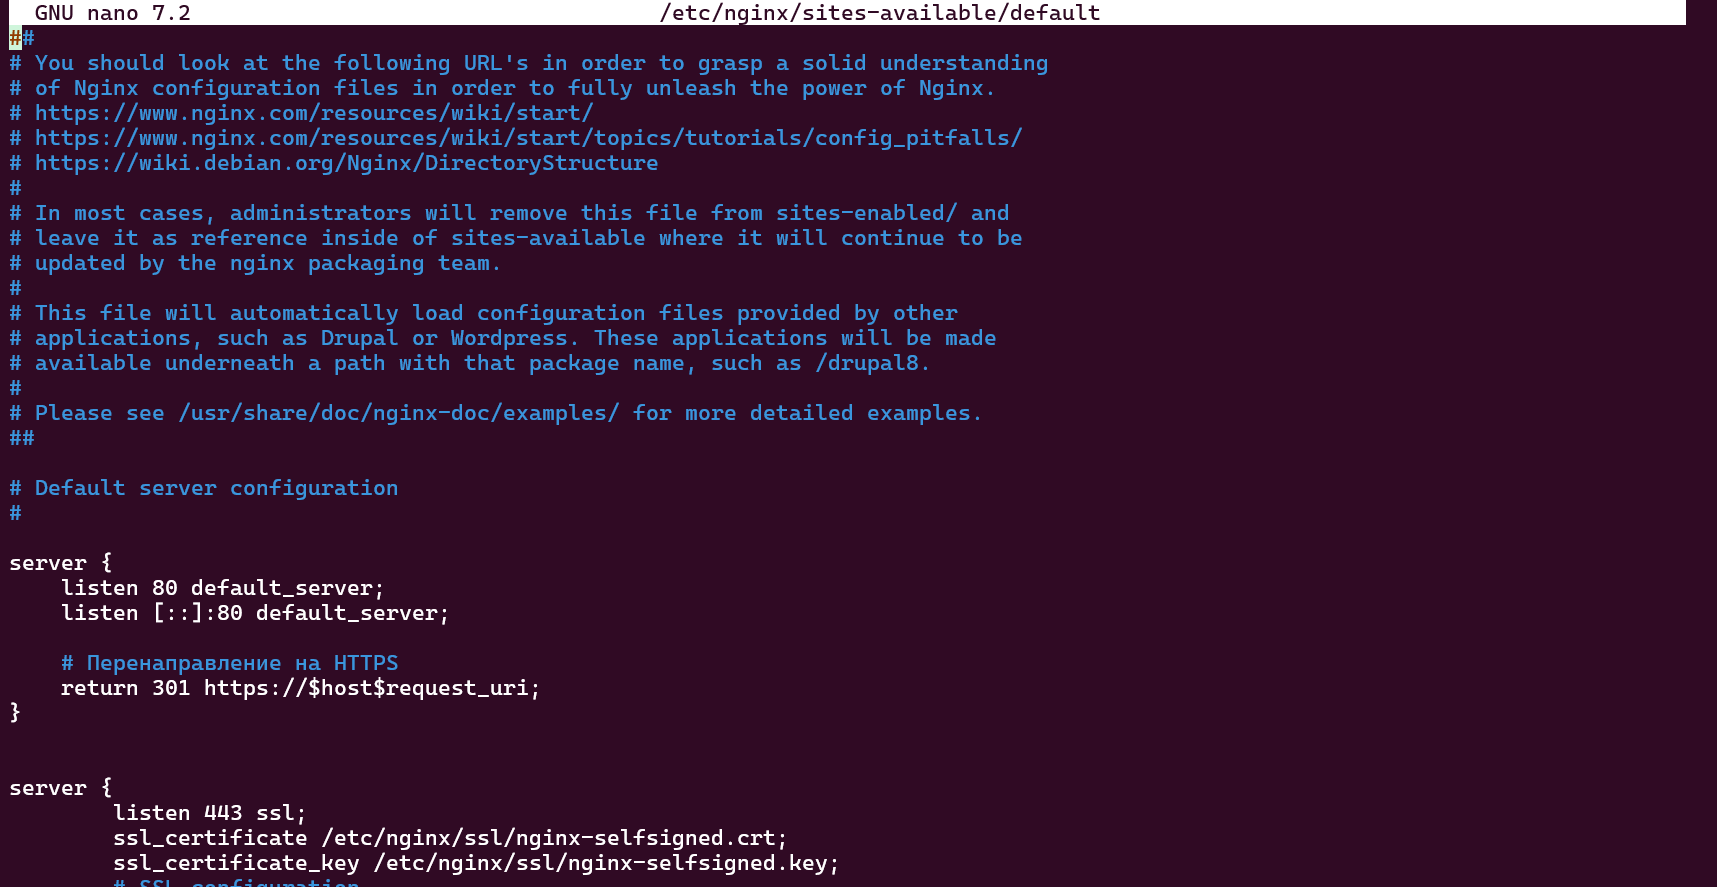 GNU nano 7.2 /etc/nginx/sites-available/default
##
# You should look at the following URL's in order to grasp a solid understanding
# of Nginx configuration files in order to fully unleash the power of Nginx.
# https://www.nginx.com/resources/wiki/start/
# https://www.nginx.com/resources/wiki/start/topics/tutorials/config_pitfalls/
# https://wiki.debian.org/Nginx/DirectoryStructure
#
# In most cases, administrators will remove this file from sites-enabled/ and
# leave it as reference inside of sites-available where it will continue to be
# updated by the nginx packaging team.
#
# This file will automatically load configuration files provided by other
# applications, such as Drupal or Wordpress. These applications will be made
# available underneath a path with that package name, such as /drupal8.
#
# Please see /usr/share/doc/nginx-doc/examples/ for more detailed examples.
##
# Default server configuration
#
server {
listen 80 default_server;
listen [::]:80 default_server;
# Перенаправление на HTTPS
return 301 https://$host$request_uri;
}
server {
listen 443 ssl;
ssl_certificate /etc/nginx/ssl/nginx-selfsigned.crt;
ssl_certificate_key /etc/nginx/ssl/nginx-selfsigned.key;
# SSL configuration